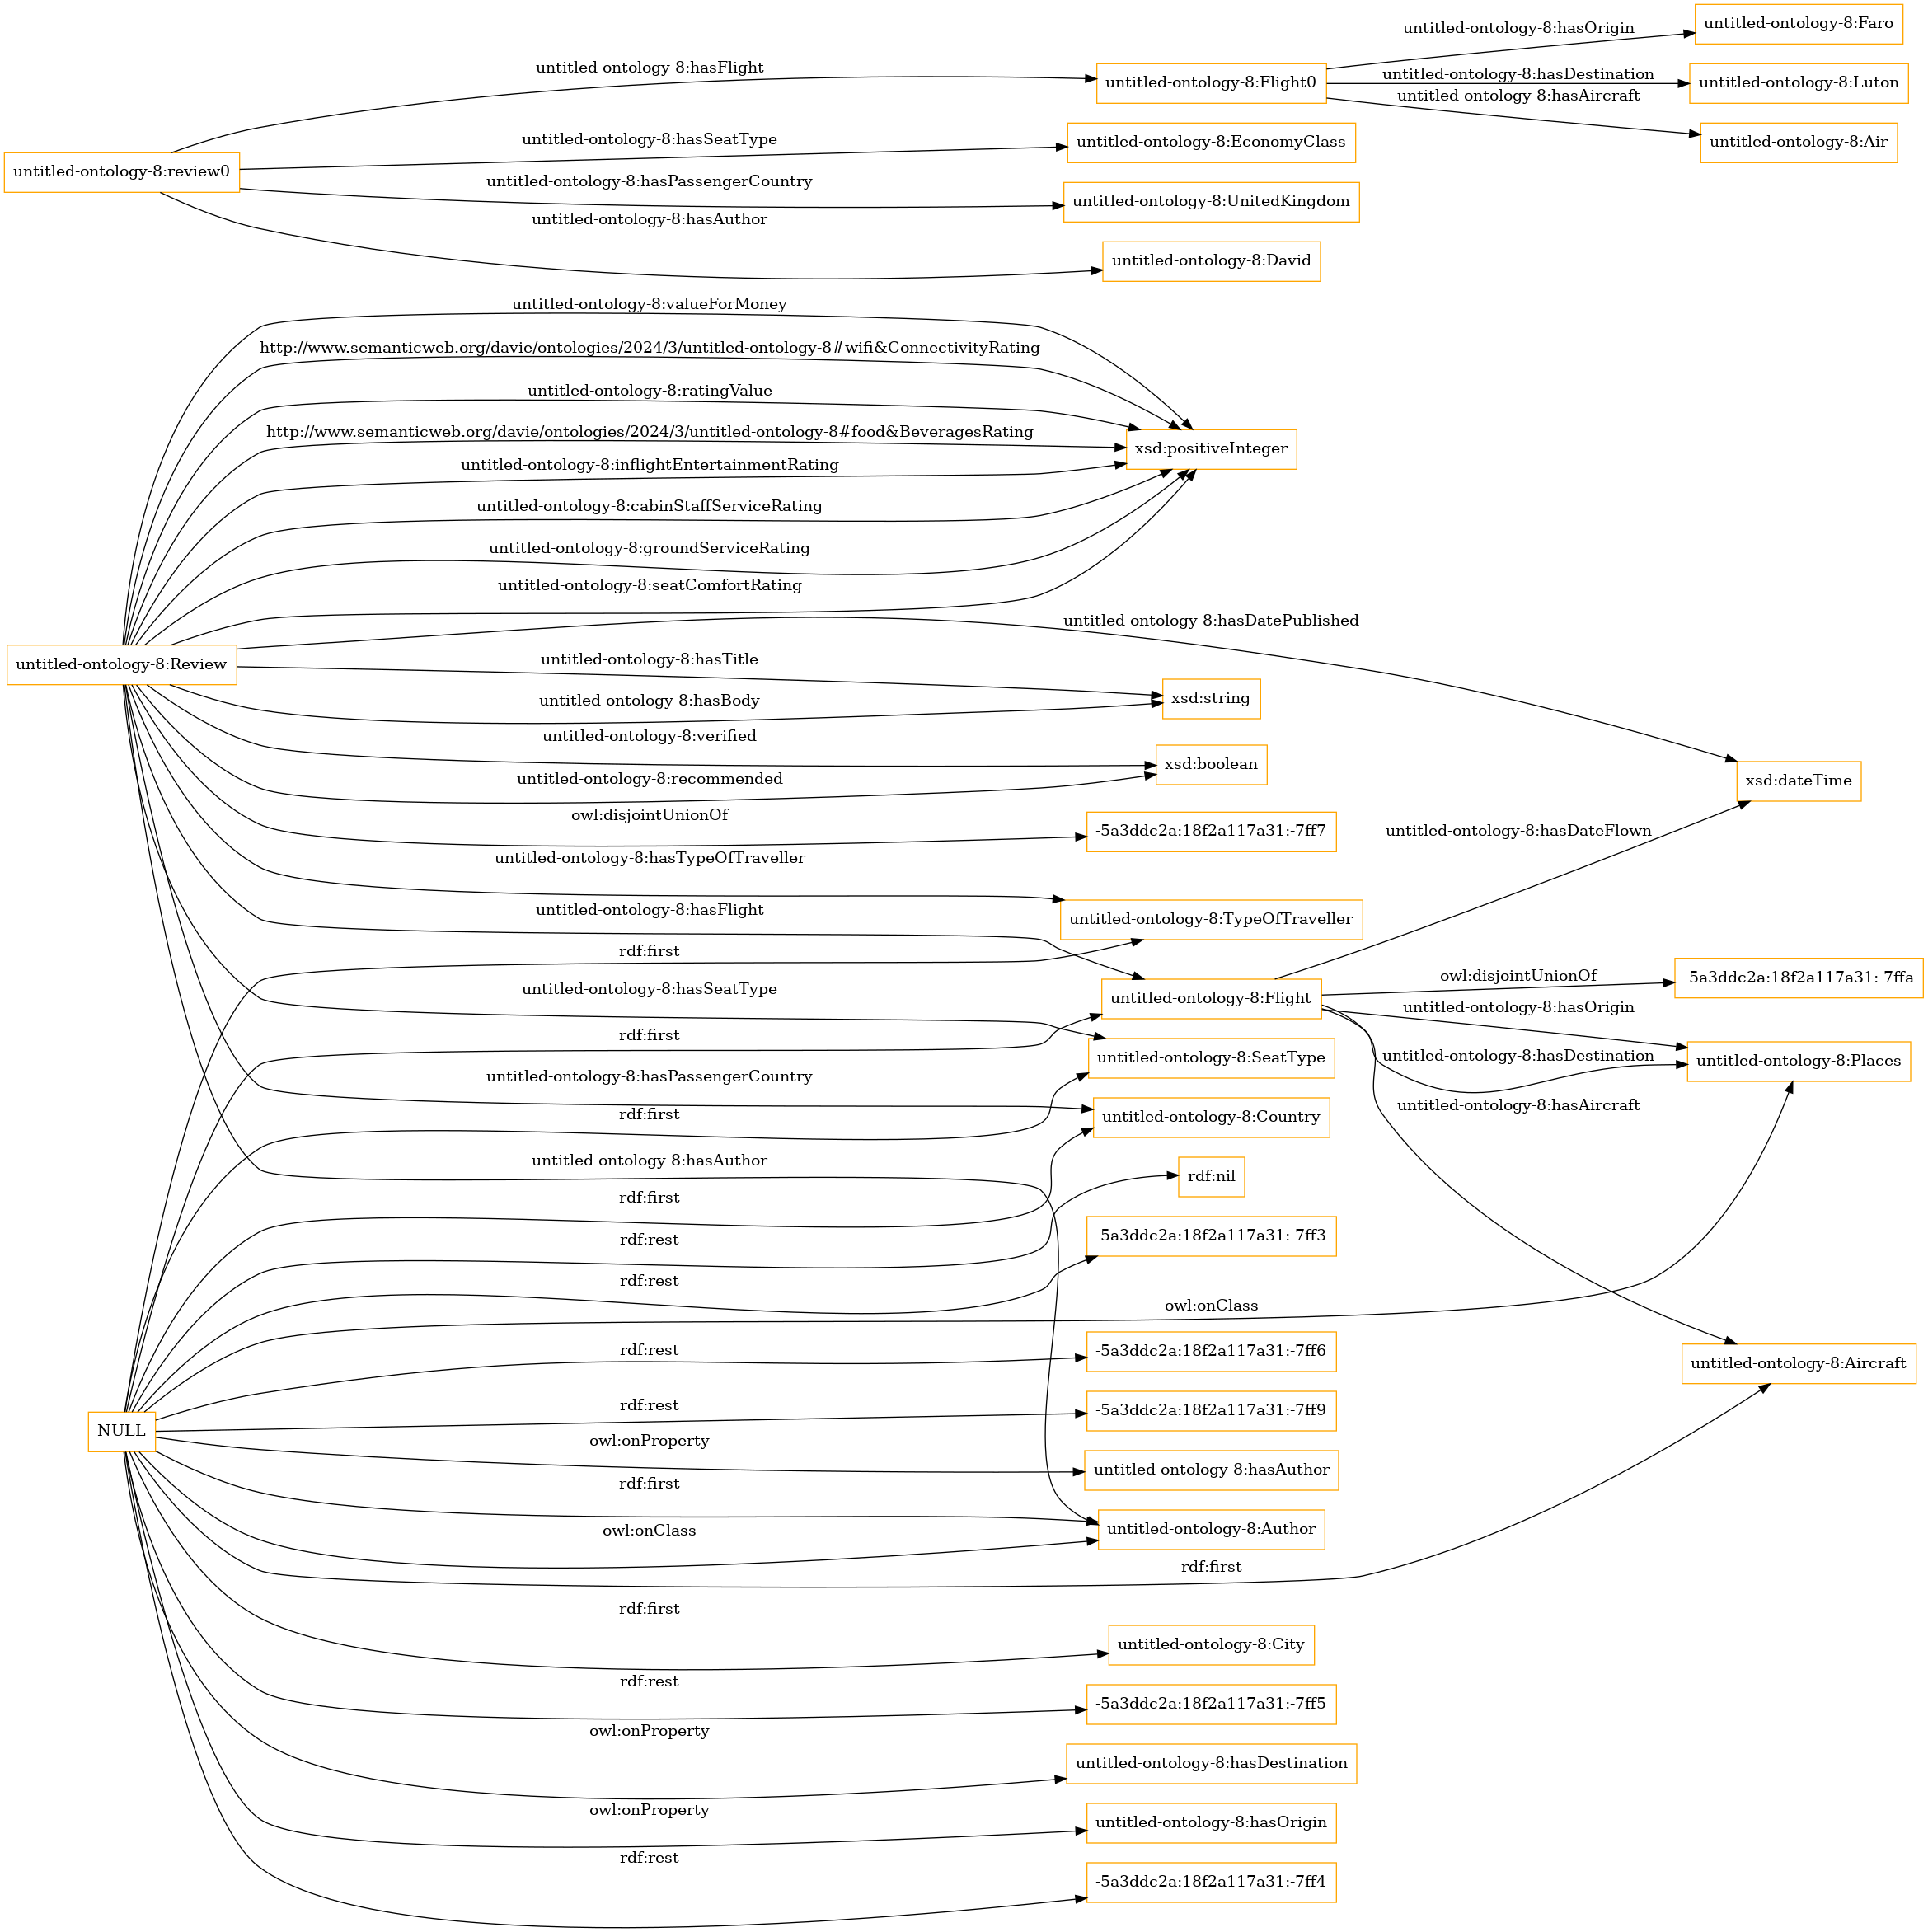 untitled-ontology-8:Faro
untitled-ontology-8:hasOrigin
untitled-ontology-8:hasFlight
untitled-ontology-8:Flight0
untitled-ontology-8:hasDestination
untitled-ontology-8:Luton
untitled-ontology-8:hasAircraft
untitled-ontology-8:Air
untitled-ontology-8:hasSeatType
untitled-ontology-8:EconomyClass
untitled-ontology-8:review0
untitled-ontology-8:hasPassengerCountry
untitled-ontology-8:UnitedKingdom
untitled-ontology-8:hasAuthor
untitled-ontology-8:David
untitled-ontology-8:valueForMoney
http://www.semanticweb.org/davie/ontologies/2024/3/untitled-ontology-8#wifi&ConnectivityRating
untitled-ontology-8:ratingValue
http://www.semanticweb.org/davie/ontologies/2024/3/untitled-ontology-8#food&BeveragesRating
xsd:positiveInteger
untitled-ontology-8:inflightEntertainmentRating
untitled-ontology-8:cabinStaffServiceRating
untitled-ontology-8:groundServiceRating
untitled-ontology-8:seatComfortRating
untitled-ontology-8:hasDatePublished
untitled-ontology-8:Review
untitled-ontology-8:hasTitle
untitled-ontology-8:hasBody
xsd:string
untitled-ontology-8:verified
xsd:boolean
untitled-ontology-8:recommended
xsd:dateTime
owl:disjointUnionOf
-5a3ddc2a:18f2a117a31:-7ff7
untitled-ontology-8:hasDateFlown
untitled-ontology-8:hasTypeOfTraveller
untitled-ontology-8:hasFlight
untitled-ontology-8:TypeOfTraveller
rdf:first
owl:disjointUnionOf
-5a3ddc2a:18f2a117a31:-7ffa
untitled-ontology-8:hasSeatType
untitled-ontology-8:Flight
untitled-ontology-8:hasOrigin
rdf:first
untitled-ontology-8:SeatType
untitled-ontology-8:hasDestination
untitled-ontology-8:Places
untitled-ontology-8:hasPassengerCountry
untitled-ontology-8:hasAircraft
rdf:first
untitled-ontology-8:Country
untitled-ontology-8:hasAuthor
rdf:nil
rdf:first
rdf:rest
-5a3ddc2a:18f2a117a31:-7ff3
rdf:rest
owl:onClass
rdf:rest
-5a3ddc2a:18f2a117a31:-7ff6
untitled-ontology-8:Aircraft
rdf:rest
-5a3ddc2a:18f2a117a31:-7ff9
NULL
owl:onProperty
untitled-ontology-8:hasAuthor
rdf:first
owl:onClass
untitled-ontology-8:Author
rdf:first
rdf:first
untitled-ontology-8:City
rdf:rest
-5a3ddc2a:18f2a117a31:-7ff5
owl:onProperty
untitled-ontology-8:hasDestination
owl:onProperty
untitled-ontology-8:hasOrigin
rdf:rest
-5a3ddc2a:18f2a117a31:-7ff4